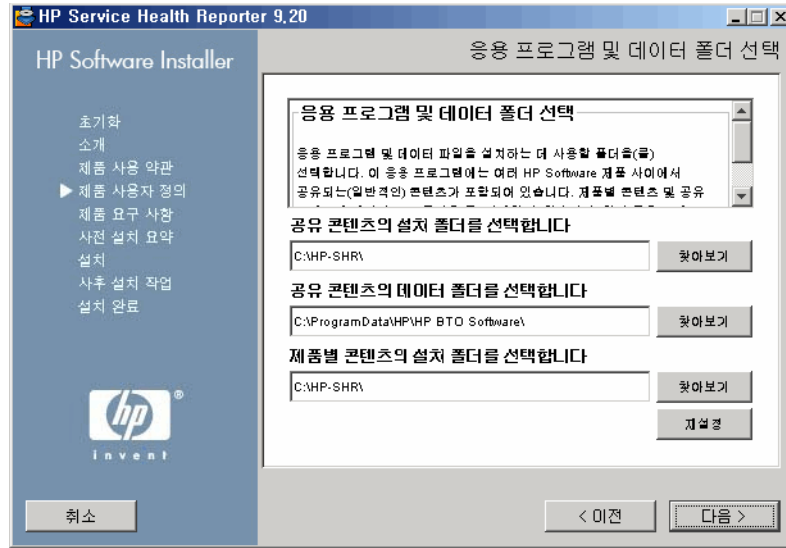 HP Service Health Reporter 9,20
HP Software Installer
응용 프로그램 및 데이터 폴더 선택
초기화
소개
제품 사용 약관
제품 사용자 정의
제품 요구 사항
사전 설치 요약
설치
사후 설치 작업
설치 완료
응용 프로그램 및 데이터 폴더 선택
응용 프로그램 및 데이터 파일을 설치하는 데 사용할 폴더을(를)
선택합니다. 이 응용 프로그램에는 여러 HP Software 제품 사이에서
공유되는(일반적인) 콘텐츠가 포함되어 있습니다. 제품별 콘텐츠 및 공유
공유 콘텐츠의 설치 폴더를 선택합니다
C:\HP-SHR\
찾아보기
공유 콘텐츠의 데이터 폴더를 선택합니다
C:\ProgramData\HP\HP BTO Software\
찾아보기
제품별 콘텐츠의 설치 폴더를 선택합니다
C:\HP-SHR\
찾아보기
재설정
hp
®
invent
취소
< 이전
다음 >